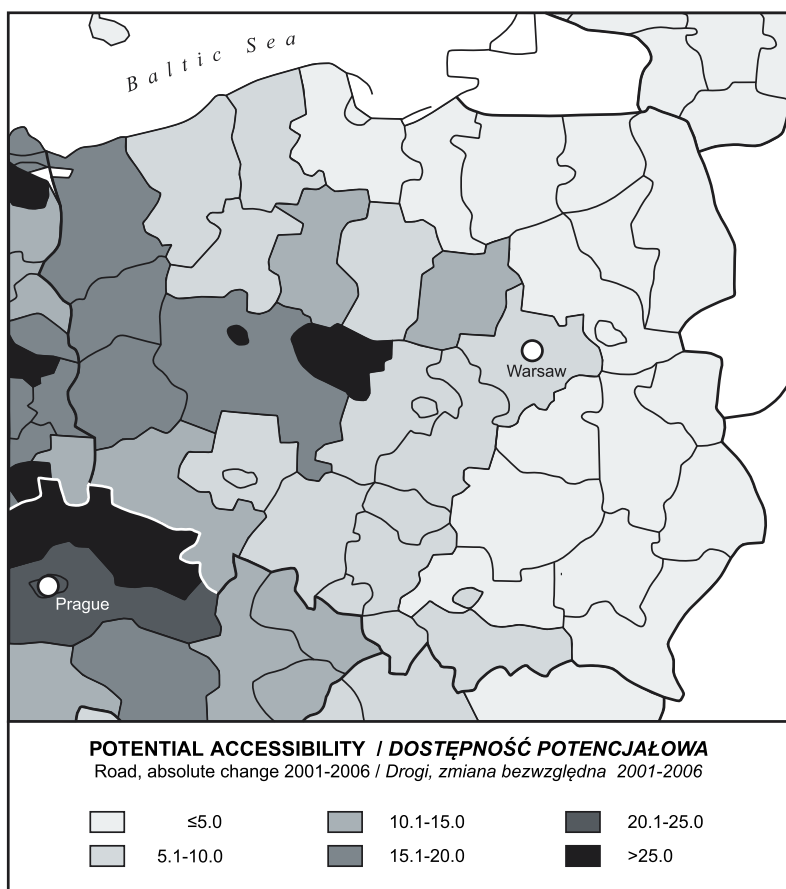 Baltic Sea
Warsaw
Prague
POTENTIAL ACCESSIBILITY / DOSTĘPNOŚĆ POTENCJAŁOWA
Road, absolute change 2001-2006 / Drogi, zmiana bezwzględna 2001-2006
≤5.0 10.1-15.0 20.1-25.0
5.1-10.0 15.1-20.0 >25.0